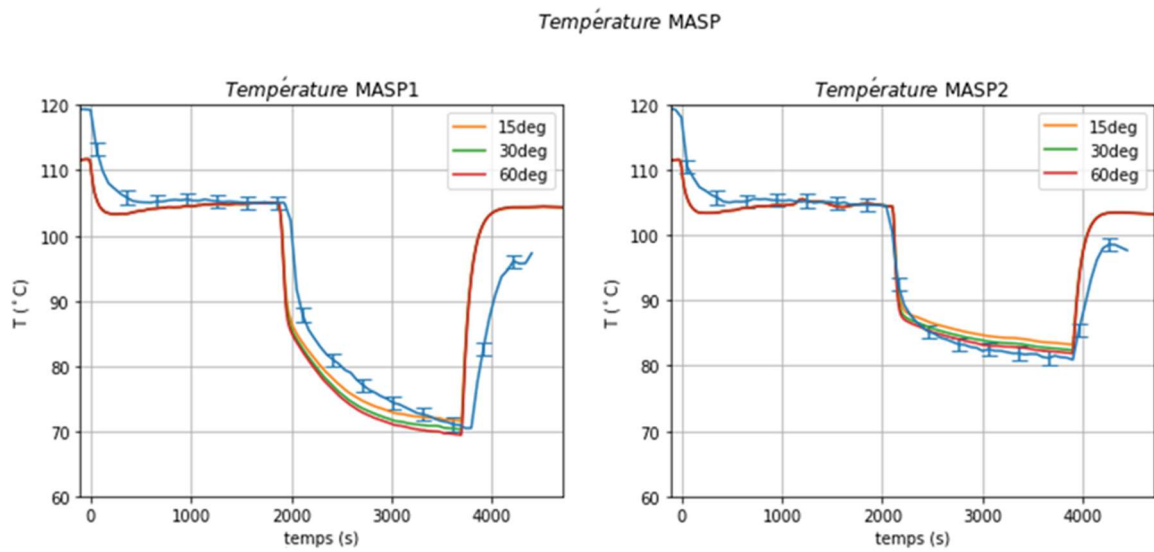 Température MASP
Température MASP1
120
110
100
90
80
70
60
T (°C)
0 1000 2000 3000 4000
temps (s)
15deg
30deg
60deg
Température MASP2
120
110
100
90
80
70
60
T (°C)
0 1000 2000 3000 4000
temps (s)
15deg
30deg
60deg